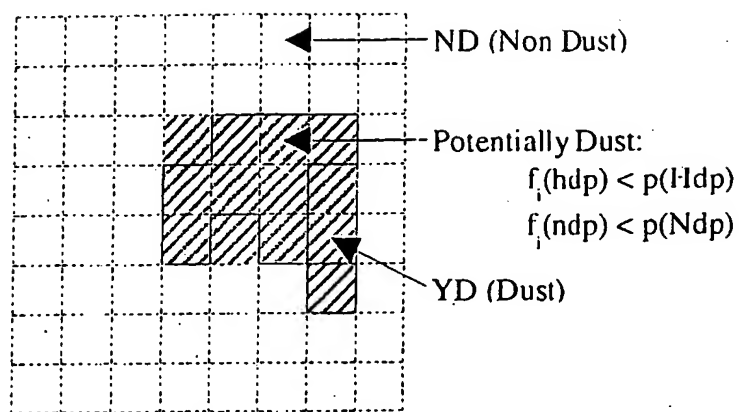 ND (Non Dust)
Potentially Dust:
f_i(hdp) < p(Hdp)
f_i(ndp) < p(Ndp)
YD (Dust)